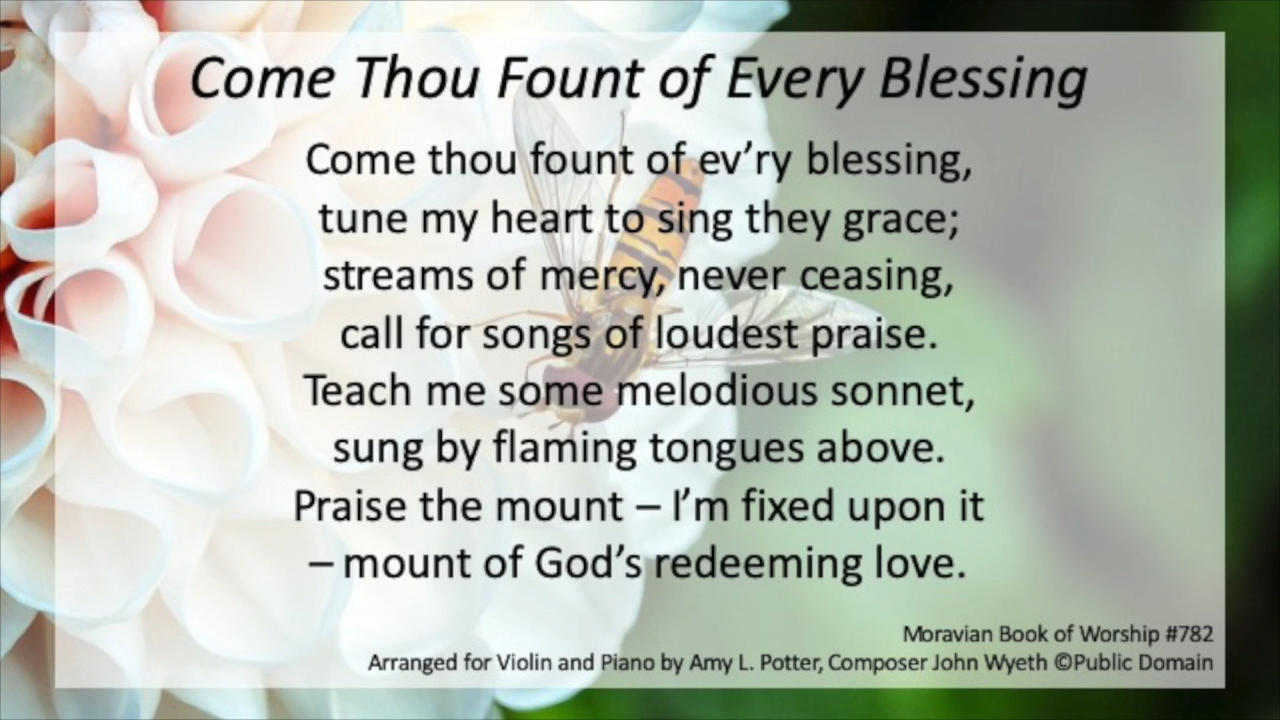 Come Thou Fount of Every Blessing
Come thou fount of ev’ry blessing,
tune my heart to sing they grace;
streams of mercy, never ceasing,
call for songs of loudest praise.
Teach me some melodious sonnet,
sung by flaming tongues above.
Praise the mount – I’m fixed upon it
– mount of God’s redeeming love.
Moravian Book of Worship #782
Arranged for Violin and Piano by Amy L. Potter, Composer John Wyeth ©Public Domain